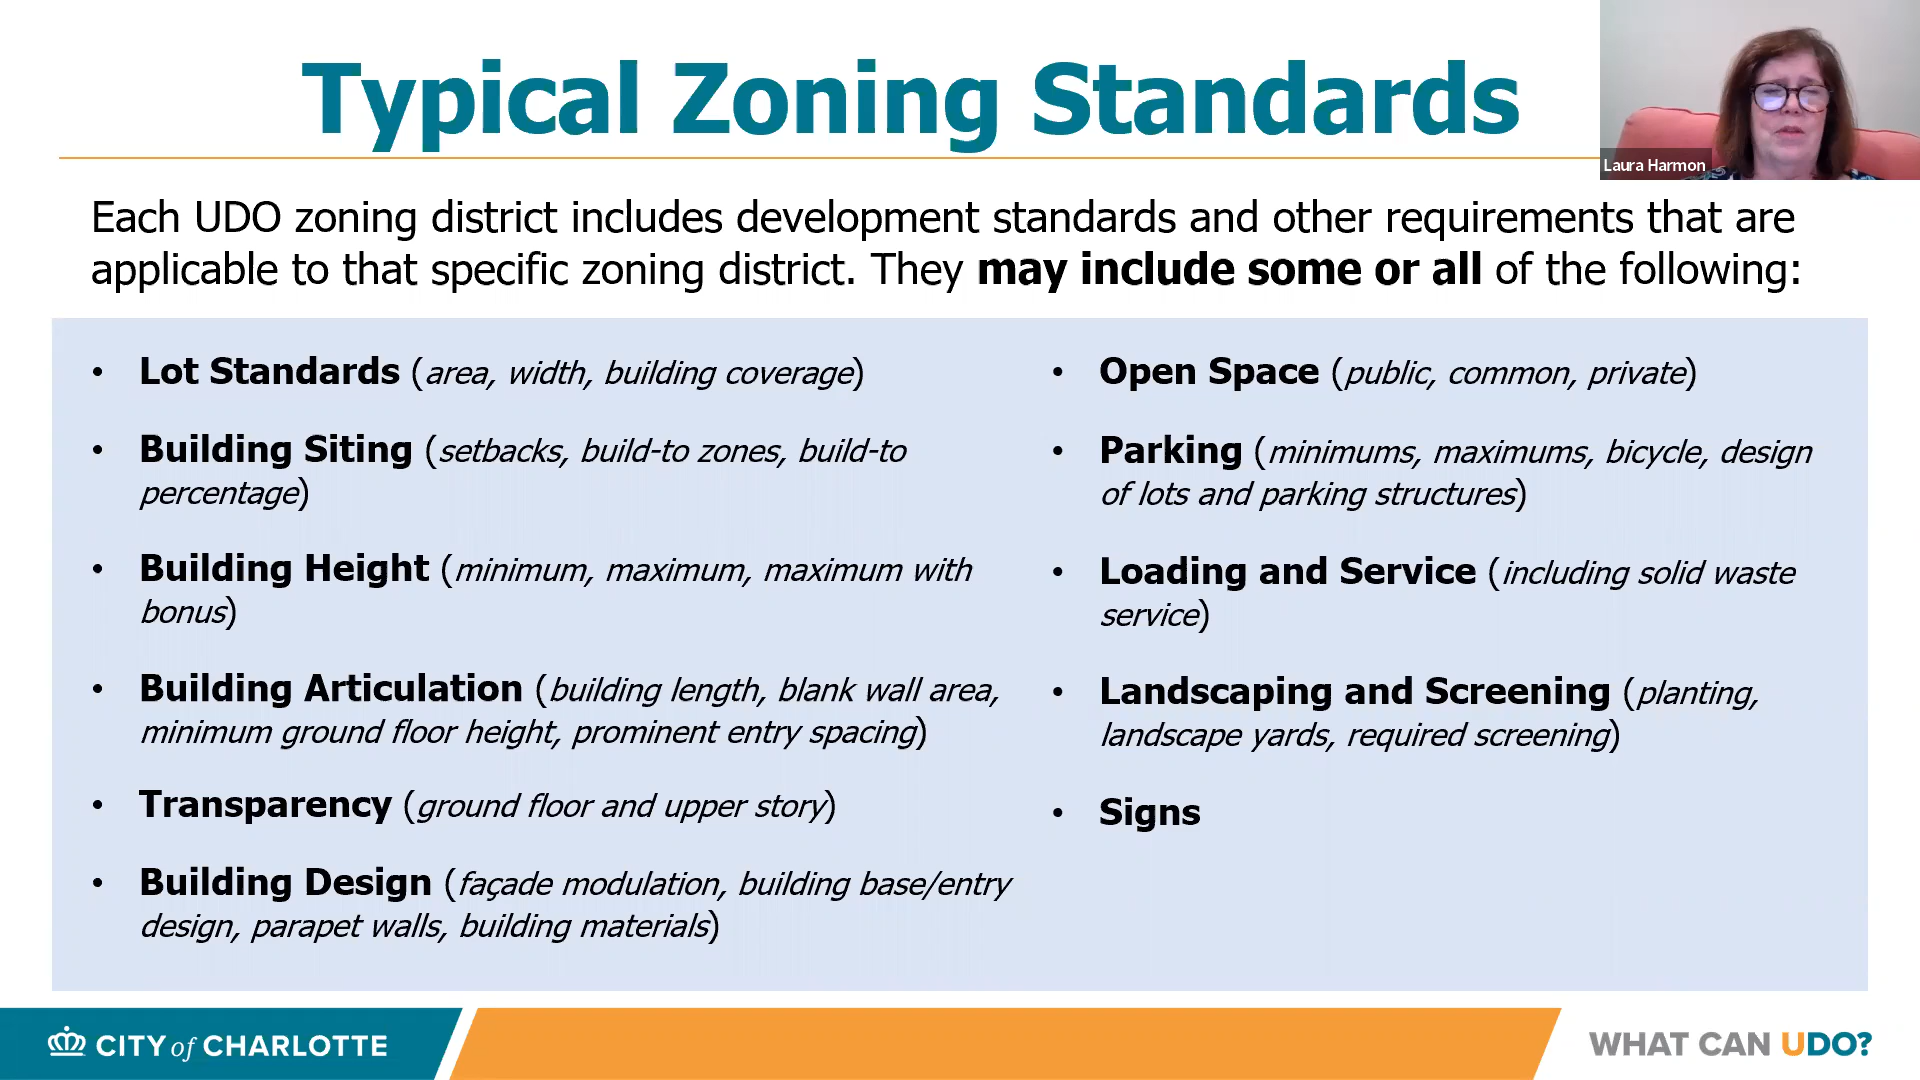 Typical Zoning Standards
Laura Harmon
Each UDO zoning district includes development standards and other requirements that are
applicable to that specific zoning district. They may include some or all of the following:
• Lot Standards (area, width, building coverage)
• Building Siting (setbacks, build-to zones, build-to
percentage)
• Building Height (minimum, maximum, maximum with
bonus)
• Building Articulation (building length, blank wall area,
minimum ground floor height, prominent entry spacing)
• Transparency (ground floor and upper story)
• Building Design (façade modulation, building base/entry
design, parapet walls, building materials)
• Open Space (public, common, private)
• Parking (minimums, maximums, bicycle, design
of lots and parking structures)
• Loading and Service (including solid waste
service)
• Landscaping and Screening (planting,
landscape yards, required screening)
• Signs
CITY of CHARLOTTE
WHAT CAN UDO?